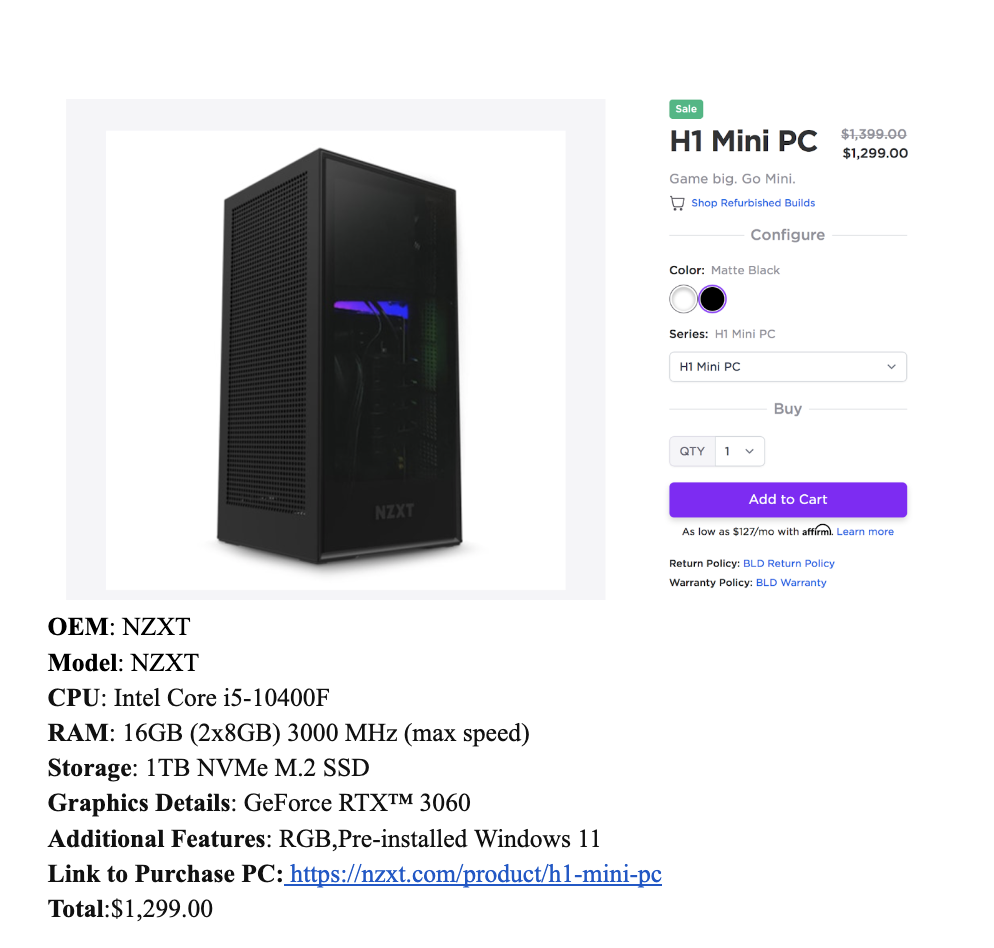 Sale
H1 Mini PC
$1,399.00
$1,299.00
Game big. Go Mini.
Shop Refurbished Builds
Configure
Color: Matte Black
Series: H1 Mini PC
H1 Mini PC
Buy
QTY 1
Add to Cart
As low as $127/mo with affirm. Learn more
Return Policy: BLD Return Policy
Warranty Policy: BLD Warranty
NZXT
OEM: NZXT
Model: NZXT
CPU: Intel Core i5-10400F
RAM: 16GB (2x8GB) 3000 MHz (max speed)
Storage: 1TB NVMe M.2 SSD
Graphics Details: GeForce RTX™ 3060
Additional Features: RGB,Pre-installed Windows 11
Link to Purchase PC: https://nzxt.com/product/h1-mini-pc
Total:$1,299.00